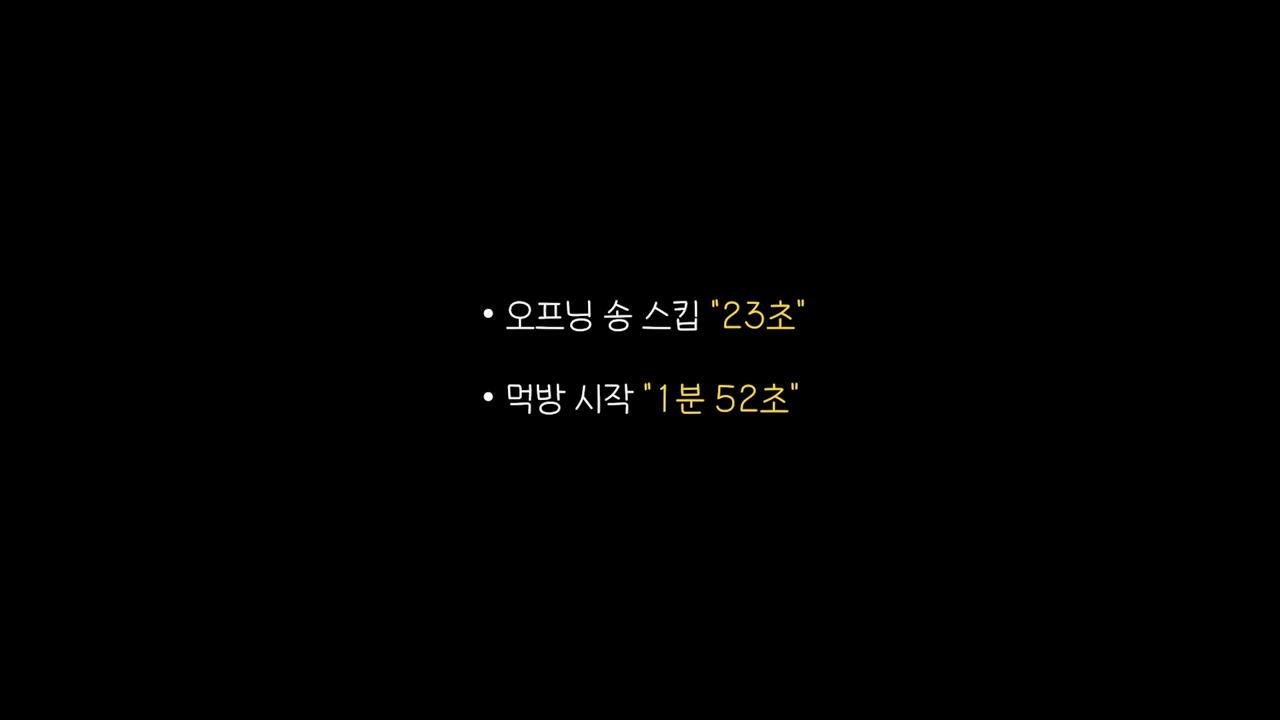 • 오프닝 송 스킵 "23초"
• 먹방 시작 "1분 52초"